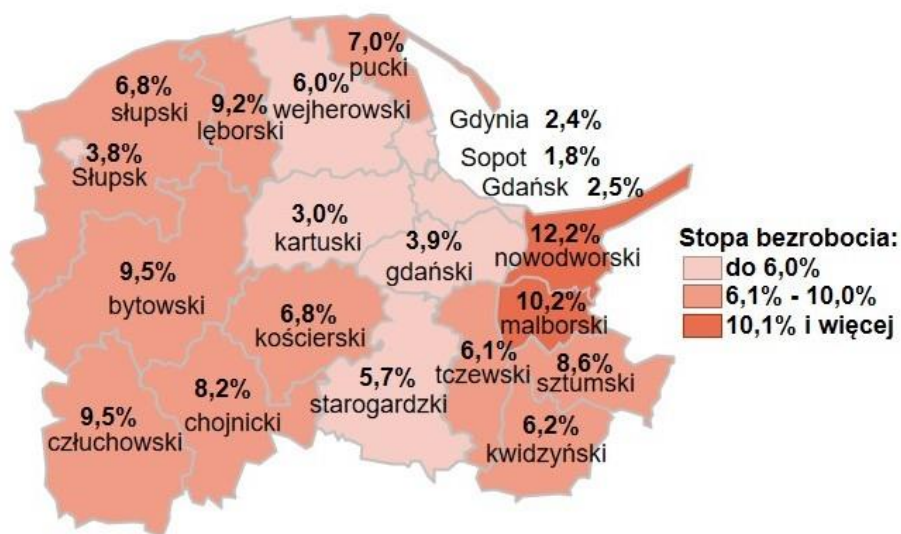 7,0%
pucki
6,8%
słupski
9,2%
lęborski
6,0%
wejherowski
Gdynia 2,4%
Sopot 1,8%
Gdańsk 2,5%
3,8%
Słupsk
3,0%
kartuski
3,9%
gdański
12,2%
nowodworski
9,5%
bytowski
6,8%
kościerski
10,2%
malborski
6,1%
tczewski
8,6%
sztumski
5,7%
starogardzki
8,2%
chojnicki
9,5%
człuchowski
6,2%
kwidzyński
Stopa bezrobocia:
do 6,0%
6,1% - 10,0%
10,1% i więcej